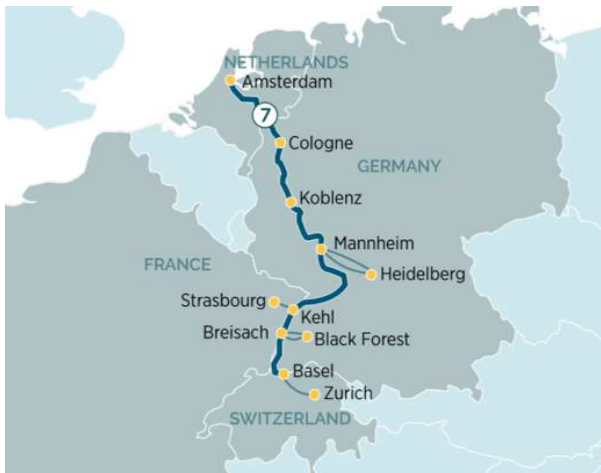 NETHERLANDS
Amsterdam
7
Cologne
GERMANY
Koblenz
Mannheim
FRANCE
Heidelberg
Strasbourg
Kehl
Breisach
Black Forest
Basel
Zurich
SWITZERLAND